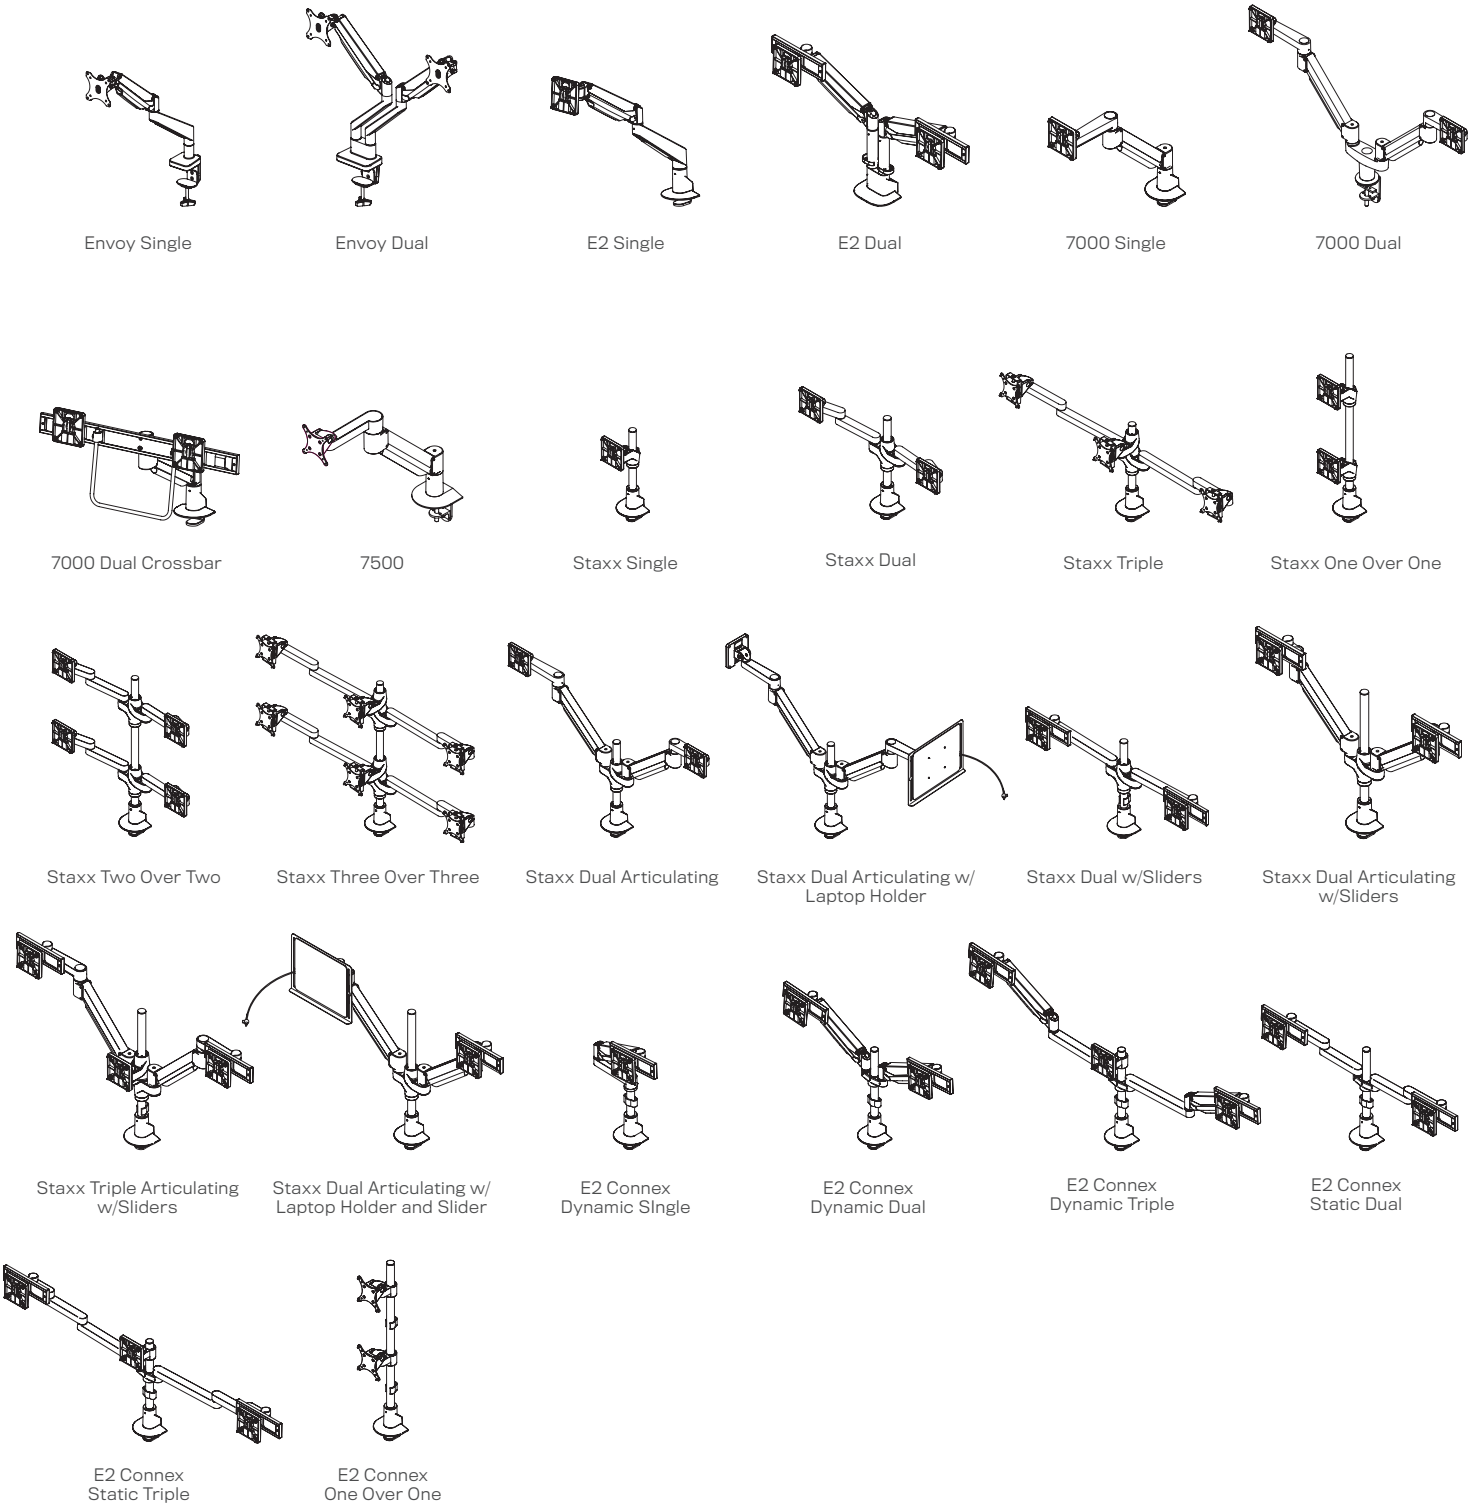 Envoy Single
Envoy Dual
E2 Single
E2 Dual
7000 Single
7000 Dual
7000 Dual Crossbar
7500
Staxx Single
Staxx Dual
Staxx Triple
Staxx One Over One
Staxx Two Over Two
Staxx Three Over Three
Staxx Dual Articulating
Staxx Dual Articulating w/
Laptop Holder
Staxx Dual w/Sliders
Staxx Dual Articulating
w/Sliders
Staxx Triple Articulating
w/Sliders
Staxx Dual Articulating w/
Laptop Holder and Slider
E2 Connex
Dynamic SIngle
E2 Connex
Dynamic Dual
E2 Connex
Dynamic Triple
E2 Connex
Static Dual
E2 Connex
Static Triple
E2 Connex
One Over One